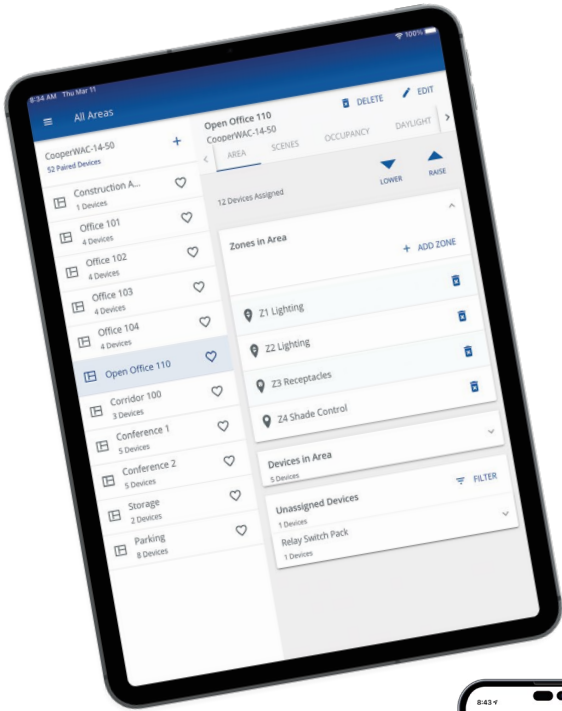 8:34 AM Thu Mar 11
100%
All Areas
CooperWAC-14-50
52 Paired Devices
Construction A...
1 Devices
Office 101
4 Devices
Office 102
4 Devices
Office 103
4 Devices
Office 104
4 Devices
Open Office 110
Corridor 100
3 Devices
Conference 1
5 Devices
Conference 2
5 Devices
Storage
2 Devices
Parking
8 Devices
Open Office 110
CooperWAC-14-50
DELETE
EDIT
AREA
SCENES
OCCUPANCY
DAYLIGHT
12 Devices Assigned
LOWER
RAISE
Zones in Area
+ ADD ZONE
Z1 Lighting
Z2 Lighting
Z3 Receptacles
Z4 Shade Control
Devices in Area
5 Devices
Unassigned Devices
1 Devices
FILTER
Relay Switch Pack
1 Devices
8:43